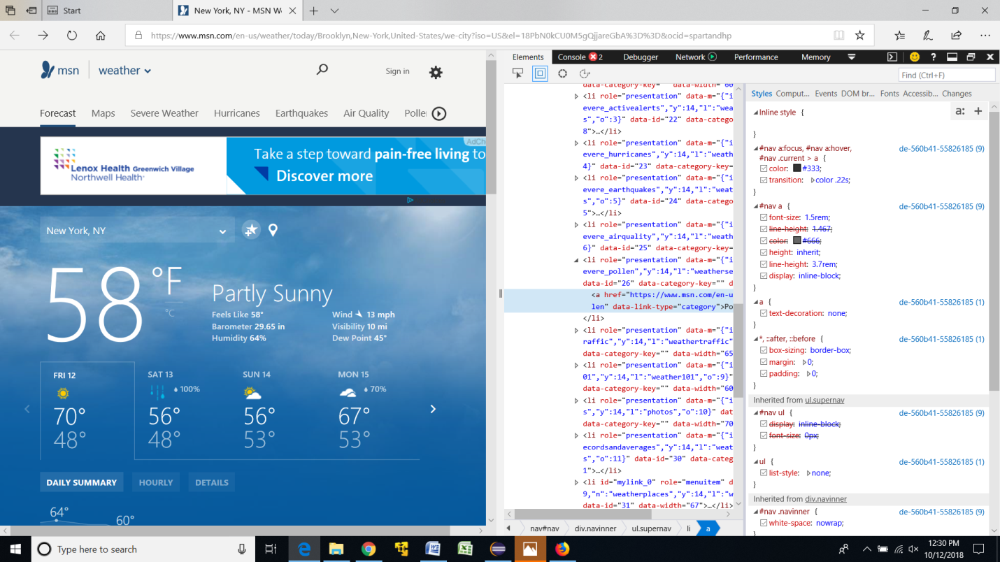 Start
New York, NY - MSN We
https://www.msn.com/en-us/weather/today/Brooklyn,New-York,United-States/we-city?iso=US&el=18PbN0kCU0M5gQjjareGbA%3D%3D&ocid=spartandhp
msn
weather
Sign in
Forecast Maps Severe Weather Hurricanes Earthquakes Air Quality Pollen
AdCh
Lenox Health Greenwich Village
Northwell Health
Take a step toward pain-free living to
Discover more
New York, NY
58 °F
°C
Partly Sunny
Feels Like 58° Wind 13 mph
Barometer 29.65 in Visibility 10 mi
Humidity 64% Dew Point 45°
FRI 12 SAT 13 SUN 14 MON 15
100% 70%
70° 56° 56° 67°
48° 48° 53° 53°
DAILY SUMMARY HOURLY DETAILS
64°
60°
Elements Console 2 Debugger Network Performance Memory
?
Find (Ctrl+F)
data-category-key="" data-width="60
<li role="presentation" data-m="{"i
evere_activealerts","y":14,"l":"wea
s","o":3}" data-id="22" data-catego
8">…</li>
<li role="presentation" data-m="{"i
evere_hurricanes","y":14,"l":"weath
4}" data-id="23" data-category-key=
<li role="presentation" data-m="{"i
evere_earthquakes","y":14,"l":"weat
s","o":5}" data-id="24" data-catego
5">…</li>
<li role="presentation" data-m="{"i
evere_airquality","y":14,"l":"weath
6}" data-id="25" data-category-key=
<li role="presentation" data-m="{"i
evere_pollen","y":14,"l":"weatherse
data-id="26" data-category-key="" d
<a href="https://www.msn.com/en-u
len" data-link-type="category">Po
</li>
<li role="presentation" data-m="{"i
raffic","y":14,"l":"weathertraffic"
data-category-key="" data-width="65
<li role="presentation" data-m="{"i
01","y":14,"l":"weather101","o":9}"
data-category-key="" data-width="60
<li role="presentation" data-m="{"i
s","y":14,"l":"photos","o":10}" dat
data-category-key="" data-width="70
<li role="presentation" data-m="{"i
ecordsandaverages","y":14,"l":"weat
s","o":11}" data-id="30" data-categ
1">…</li>
<li id="mylink_0" role="menuitem" d
9,"n":"weatherplaces","y":14,"l":"w
data-id="31" data-width="67">…</li>
nav#nav div.navinner ul.supernav li a
Styles Comput... Events DOM br... Fonts Accessib... Changes
Inline style {
a: +
}
#nav a:focus, #nav a:hover, de-560b41-55826185 (9)
#nav .current > a {
color: #333;
transition: color .22s;
}
#nav a { de-560b41-55826185 (9)
font-size: 1.5rem;
line-height: 1.467;
color: #666;
height: inherit;
line-height: 3.7rem;
display: inline-block;
}
a { de-560b41-55826185 (1)
text-decoration: none;
}
*, ::after, ::before { de-560b41-55826185 (1)
box-sizing: border-box;
margin: 0;
padding: 0;
}
Inherited from ul.supernav
#nav ul { de-560b41-55826185 (9)
display: inline-block;
font-size: 0px;
}
ul { de-560b41-55826185 (1)
list-style: none;
}
Inherited from div.navinner
#nav .navinner { de-560b41-55826185 (9)
white-space: nowrap;
}
Type here to search
12:30 PM
10/12/2018